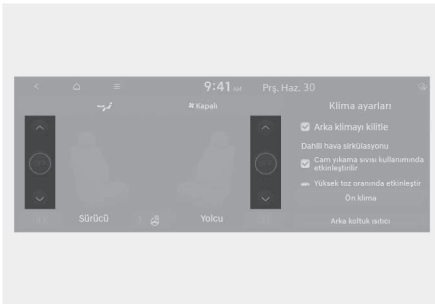 9:41 AM Prş. Haz. 30
Kapalı
Klima ayarları
Arka klimayı kilitle
Dahili hava sirkülasyonu
Cam yıkama sıvısı kullanımında
etkinleştirilir
Yüksek toz oranında etkinleştir
Ön klima
Sürücü
Yolcu
Arka koltuk ısıtıcı